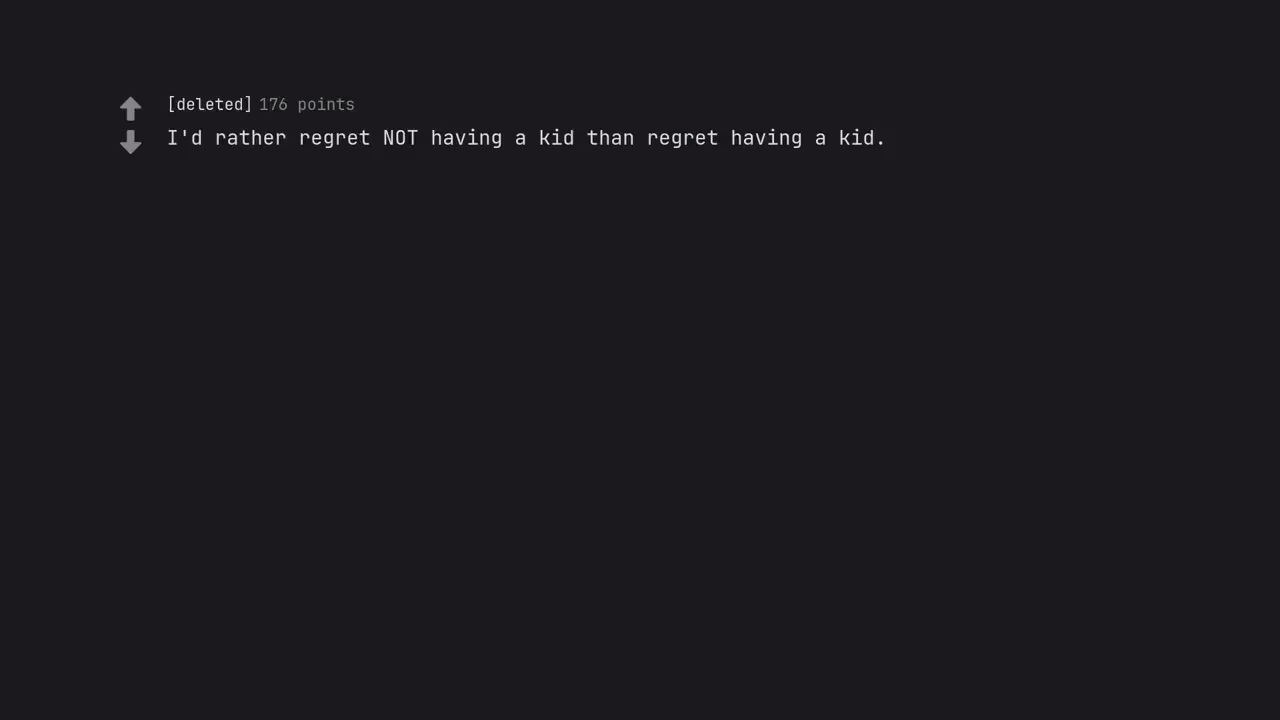 [deleted] 176 points
I'd rather regret NOT having a kid than regret having a kid.